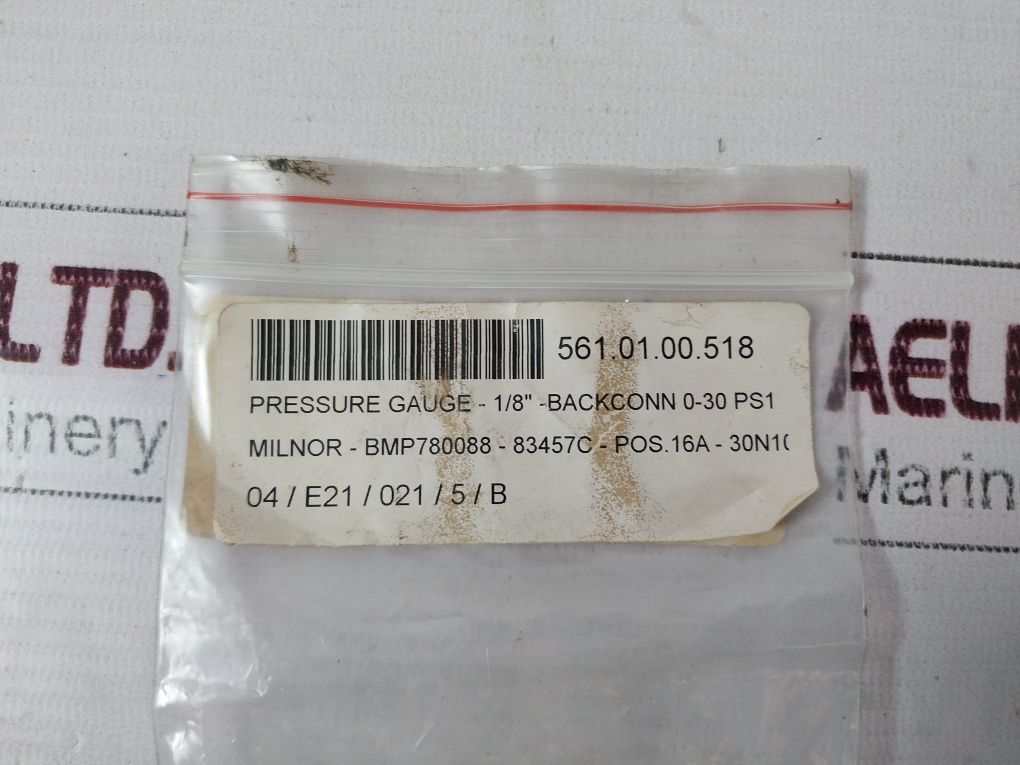 561.01.00.518
PRESSURE GAUGE - 1/8" -BACKCONN 0-30 PS1
MILNOR - BMP780088 - 83457C - POS.16A - 30N10
04 / E21 / 021 / 5 / B
LTD.
inery
AEL
Marin